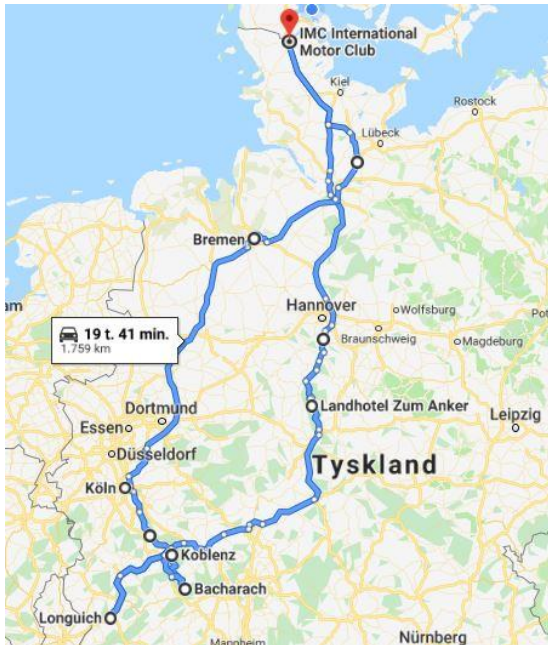 IMC International
Motor Club
Kiel
Rostock
Lübeck
Bremen
Hannover
Wolfsburg
Braunschweig
Magdeburg
19 t. 41 min.
1.759 km
Dortmund
Essen
Düsseldorf
Landhotel Zum Anker
Leipzig
Tyskland
Köln
Koblenz
Bacharach
Longuich
Nürnberg